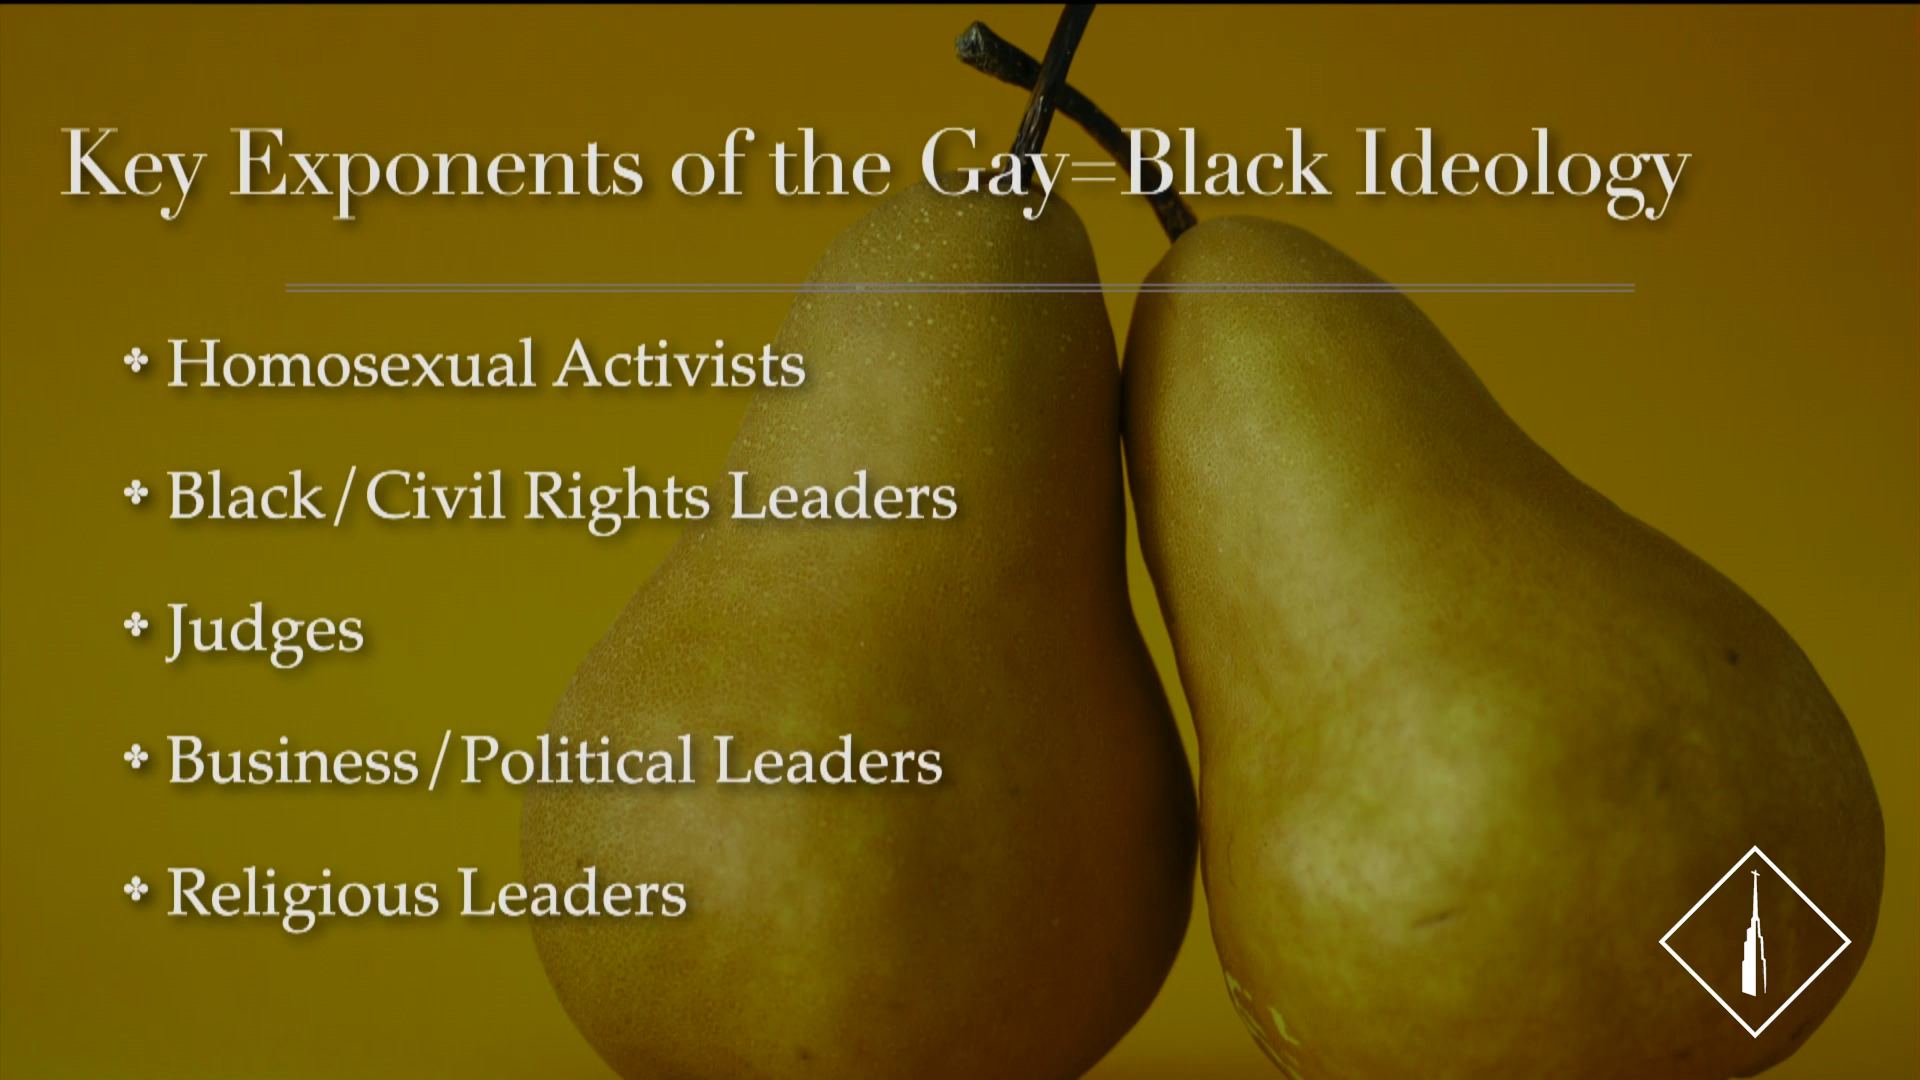 Key Exponents of the Gay=Black Ideology
Homosexual Activists
Black/Civil Rights Leaders
Judges
Business/Political Leaders
Religious Leaders